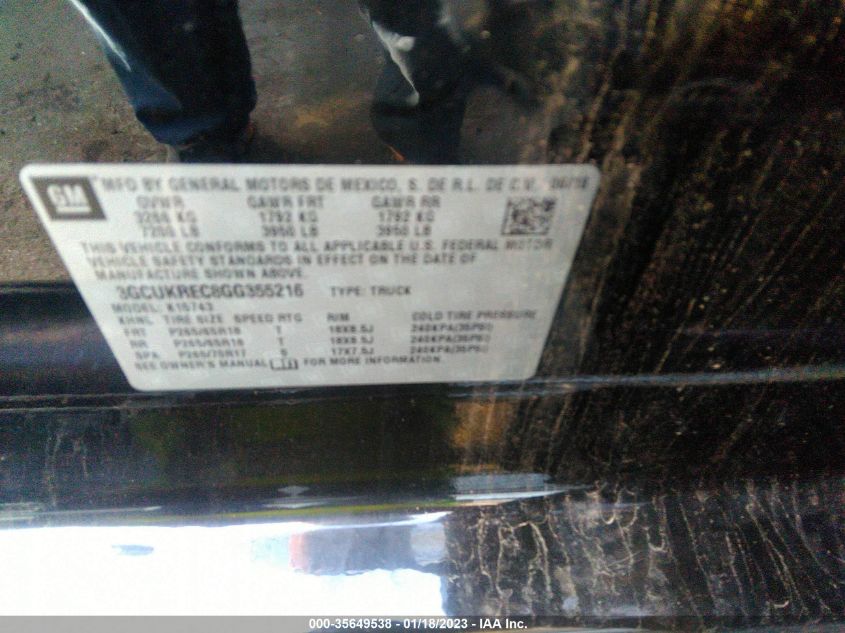 GM MFD BY GENERAL MOTORS DE MEXICO, S. DE R.L. DE C.V.
GVWR GAWR FRT GAWR RR
KG 1792 KG 1792 KG
LB 3950 LB 3950 LB
THIS VEHICLE CONFORMS TO ALL APPLICABLE U.S. FEDERAL MOTOR
VEHICLE SAFETY STANDARDS IN EFFECT ON THE DATE OF
MANUFACTURE SHOWN ABOVE.
3GCUKREC8GG355216 TYPE: TRUCK
MODEL: K15743
TIRE SIZE SPEED RTG RIM COLD TIRE PRESSURE
FRT P265/65R18 T 18X8.5J 240KPA(35PSI)
RR P265/65R18 T 18X8.5J 240KPA(35PSI)
SPA P265/70R17 S 17X7.5J 240KPA(35PSI)
SEE OWNER'S MANUAL FOR MORE INFORMATION.
000-35649538 - 01/18/2023 - IAA Inc.